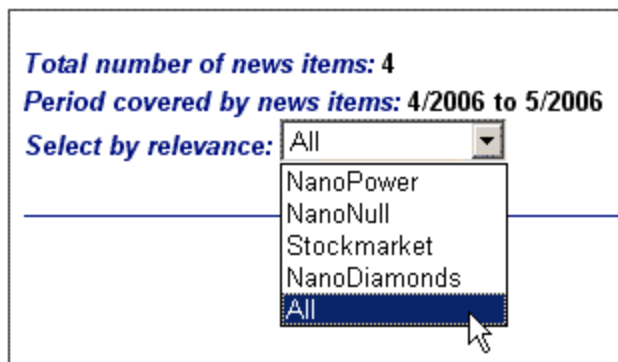 Total number of news items: 4
Period covered by news items: 4/2006 to 5/2006
Select by relevance: All
NanoPower
NanoNull
Stockmarket
NanoDiamonds
All